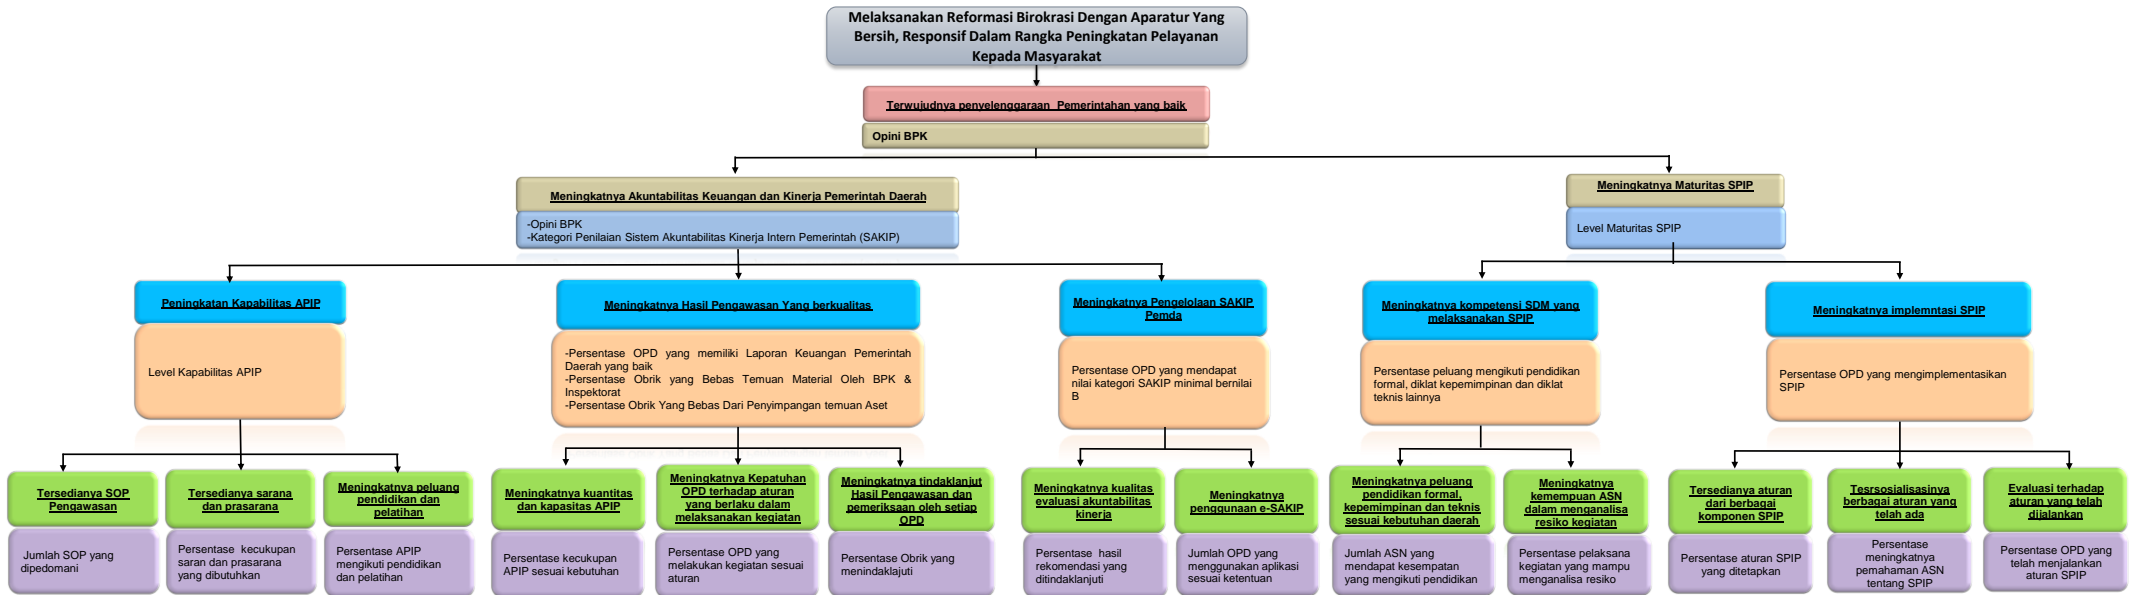 Melaksanakan Reformasi Birokrasi Dengan Aparatur Yang
Bersih, Responsif Dalam Rangka Peningkatan Pelayanan
Kepada Masyarakat
Terwujudnya penyelenggaraan Pemerintahan yang baik
Opini BPK
Meningkatnya Akuntabilitas Keuangan dan Kinerja Pemerintah Daerah
-Opini BPK
-Kategori Penilaian Sistem Akuntabilitas Kinerja Intern Pemerintah (SAKIP)
Meningkatnya Maturitas SPIP
Level Maturitas SPIP
Peningkatan Kapabilitas APIP
Level Kapabilitas APIP
Meningkatnya Hasil Pengawasan Yang berkualitas
-Persentase OPD yang memiliki Laporan Keuangan Pemerintah
Daerah yang baik
-Persentase Obrik yang Bebas Temuan Material Oleh BPK &
Inspektorat
-Persentase Obrik Yang Bebas Dari Penyimpangan temuan Aset
Meningkatnya Pengelolaan SAKIP
Pemda
Persentase OPD yang mendapat
nilai kategori SAKIP minimal bernilai
B
Meningkatnya kompetensi SDM yang
melaksanakan SPIP
Persentase peluang mengikuti pendidikan
formal, diklat kepemimpinan dan diklat
teknis lainnya
Meningkatnya implemntasi SPIP
Persentase OPD yang mengimplementasikan
SPIP
Tersedianya SOP
Pengawasan
Jumlah SOP yang
dipedomani
Tersedianya sarana
dan prasarana
Persentase kecukupan
saran dan prasarana
yang dibutuhkan
Meningkatnya peluang
pendidikan dan
pelatihan
Persentase APIP
mengikuti pendidikan
dan pelatihan
Meningkatnya kuantitas
dan kapasitas APIP
Persentase kecukupan
APIP sesuai kebutuhan
Meningkatnya Kepatuhan
OPD terhadap aturan
yang berlaku dalam
melaksanakan kegiatan
Persentase OPD yang
melakukan kegiatan sesuai
aturan
Meningkatnya tindaklanjut
Hasil Pengawasan dan
pemeriksaan oleh setiap
OPD
Persentase Obrik yang
menindaklajuti
Meningkatnya kualitas
evaluasi akuntabilitas
kinerja
Persentase hasil
rekomendasi yang
ditindaklanjuti
Meningkatnya
penggunaan e-SAKIP
Jumlah OPD yang
menggunakan aplikasi
sesuai ketentuan
Meningkatnya peluang
pendidikan formal,
kepemimpinan dan teknis
sesuai kebutuhan daerah
Jumlah ASN yang
mendapat kesempatan
yang mengikuti pendidikan
Meningkatnya
kemempuan ASN
dalam menganalisa
resiko kegiatan
Persentase pelaksana
kegiatan yang mampu
menganalisa resiko
Tersedianya aturan
dari berbagai
komponen SPIP
Persentase aturan SPIP
yang ditetapkan
Tesrsosialisasinya
berbagai aturan yang
telah ada
Persentase
meningkatnya
pemahaman ASN
tentang SPIP
Evaluasi terhadap
aturan yang telah
dijalankan
Persentase OPD yang
telah menjalankan
aturan SPIP